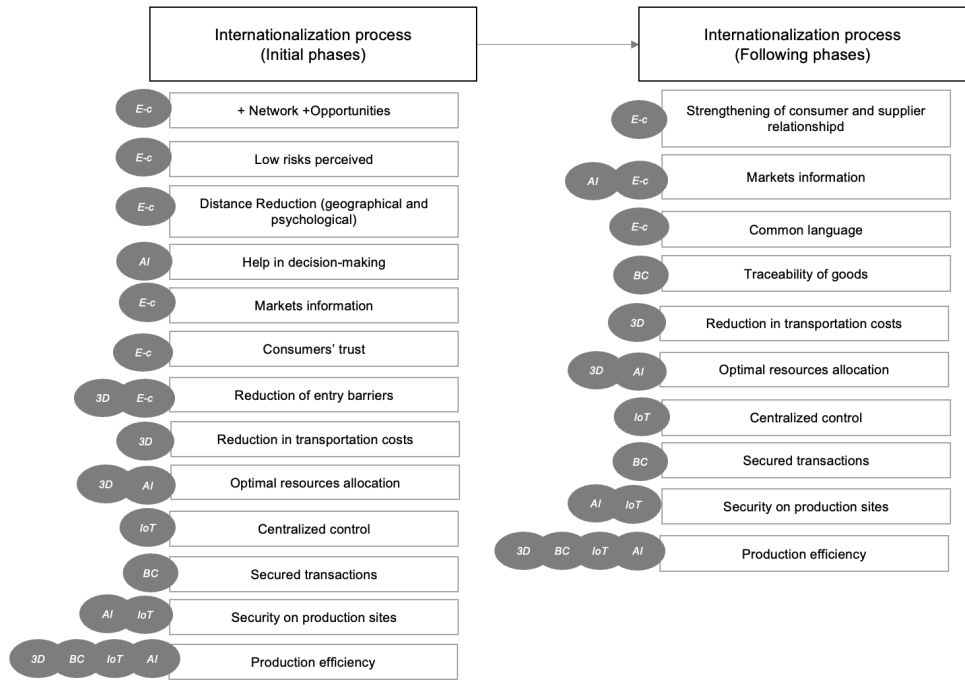 Internationalization process
(Initial phases)
E-c
+ Network +Opportunities
E-c
Low risks perceived
E-c
Distance Reduction (geographical and
psychological)
AI
Help in decision-making
E-c
Markets information
E-c
Consumers' trust
3D E-c
Reduction of entry barriers
3D
Reduction in transportation costs
3D AI
Optimal resources allocation
IoT
Centralized control
BC
Secured transactions
AI IoT
Security on production sites
3D BC IoT AI
Production efficiency
Internationalization process
(Following phases)
E-c
Strengthening of consumer and supplier
relationshipd
AI E-c
Markets information
E-c
Common language
BC
Traceability of goods
3D
Reduction in transportation costs
3D AI
Optimal resources allocation
IoT
Centralized control
BC
Secured transactions
AI IoT
Security on production sites
3D BC IoT AI
Production efficiency